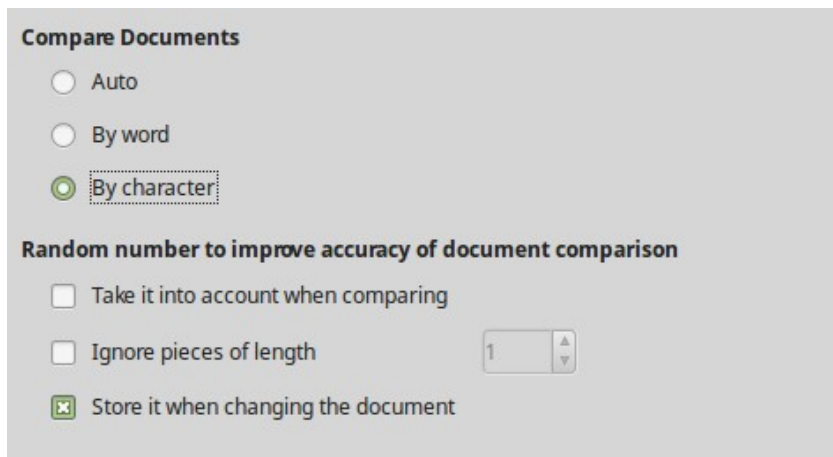 Compare Documents
Auto
By word
By character
Random number to improve accuracy of document comparison
Take it into account when comparing
Ignore pieces of length 1
Store it when changing the document